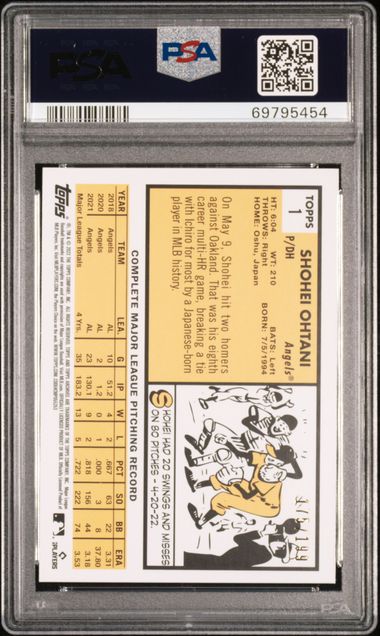 PSA
PSA
69795454
TOPPS
1
SHOHEI OHTANI
P/DH
Angels®
HT: 6:04 WT: 210 BATS: Left
THROWS: Right BORN: 7/5/1994
HOME: Oshu, Japan
On May 9, Shohei hit two homers
against Oakland. That was his eighth
career multi-HR game, breaking a tie
with Ichiro for most by a Japanese-born
player in MLB history.
SHOHEI HAD 20 SWINGS AND MISSES
ON 80 PITCHES - 4-20-22.
COMPLETE MAJOR LEAGUE PITCHING RECORD
YEAR TEAM LEA. G IP W L PCT SO BB ERA
2018 Angels AL 10 51.2 4 2 .667 63 22 3.31
2020 Angels AL 2 1.2 0 1 .000 3 8 37.80
2021 Angels AL 23 130.1 9 2 .818 156 44 3.18
Major League Totals 4 Yrs. 35 183.2 13 5 .722 222 74 3.53
topps
PLAYERS